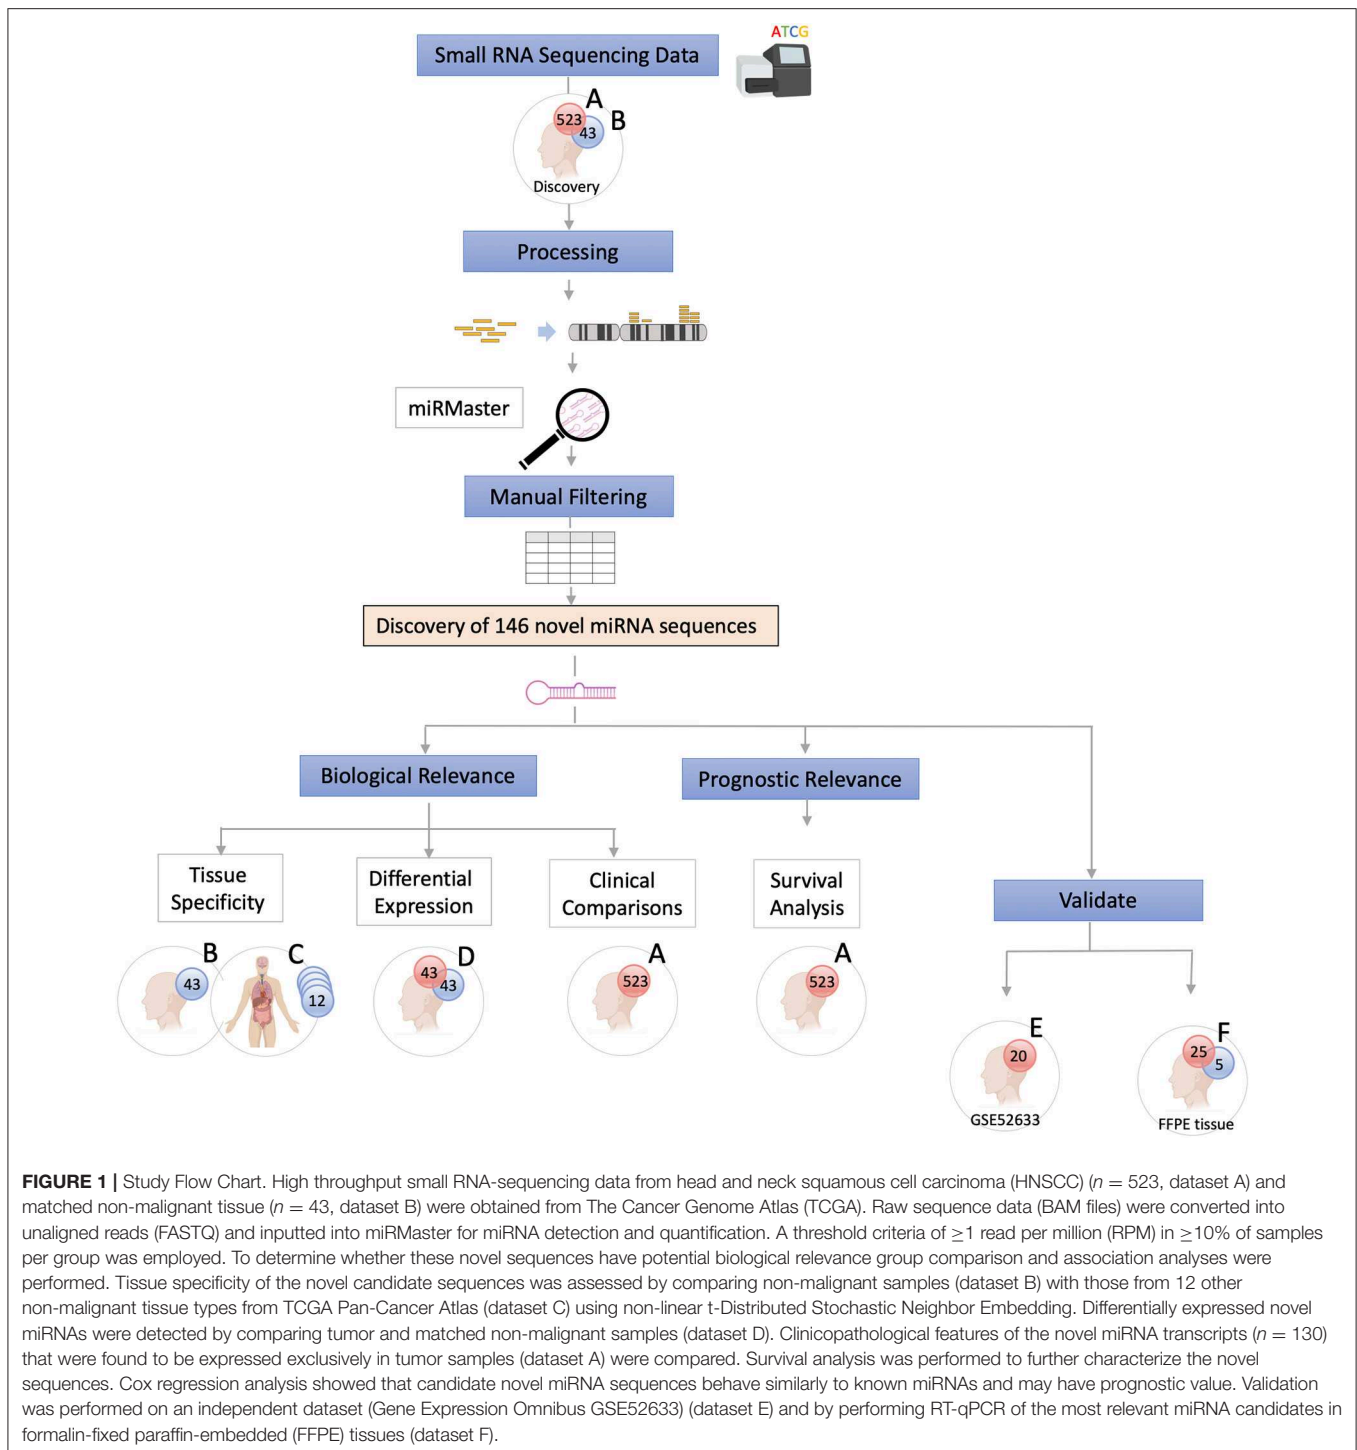 ATCG
Small RNA Sequencing Data
A
523
B
43
Discovery
Processing
miRMaster
Manual Filtering
Discovery of 146 novel miRNA sequences
Biological Relevance
Prognostic Relevance
Tissue
Specificity
Differential
Expression
Clinical
Comparisons
Survival
Analysis
Validate
B
43
C
12
D
43
43
A
523
A
523
E
20
GSE52633
F
25
5
FFPE tissue
FIGURE 1 | Study Flow Chart. High throughput small RNA-sequencing data from head and neck squamous cell carcinoma (HNSCC) (n = 523, dataset A) and
matched non-malignant tissue (n = 43, dataset B) were obtained from The Cancer Genome Atlas (TCGA). Raw sequence data (BAM files) were converted into
unaligned reads (FASTQ) and inputted into miRMaster for miRNA detection and quantification. A threshold criteria of ≥1 read per million (RPM) in ≥10% of samples
per group was employed. To determine whether these novel sequences have potential biological relevance group comparison and association analyses were
performed. Tissue specificity of the novel candidate sequences was assessed by comparing non-malignant samples (dataset B) with those from 12 other
non-malignant tissue types from TCGA Pan-Cancer Atlas (dataset C) using non-linear t-Distributed Stochastic Neighbor Embedding. Differentially expressed novel
miRNAs were detected by comparing tumor and matched non-malignant samples (dataset D). Clinicopathological features of the novel miRNA transcripts (n = 130)
that were found to be expressed exclusively in tumor samples (dataset A) were compared. Survival analysis was performed to further characterize the novel
sequences. Cox regression analysis showed that candidate novel miRNA sequences behave similarly to known miRNAs and may have prognostic value. Validation
was performed on an independent dataset (Gene Expression Omnibus GSE52633) (dataset E) and by performing RT-qPCR of the most relevant miRNA candidates in
formalin-fixed paraffin-embedded (FFPE) tissues (dataset F).